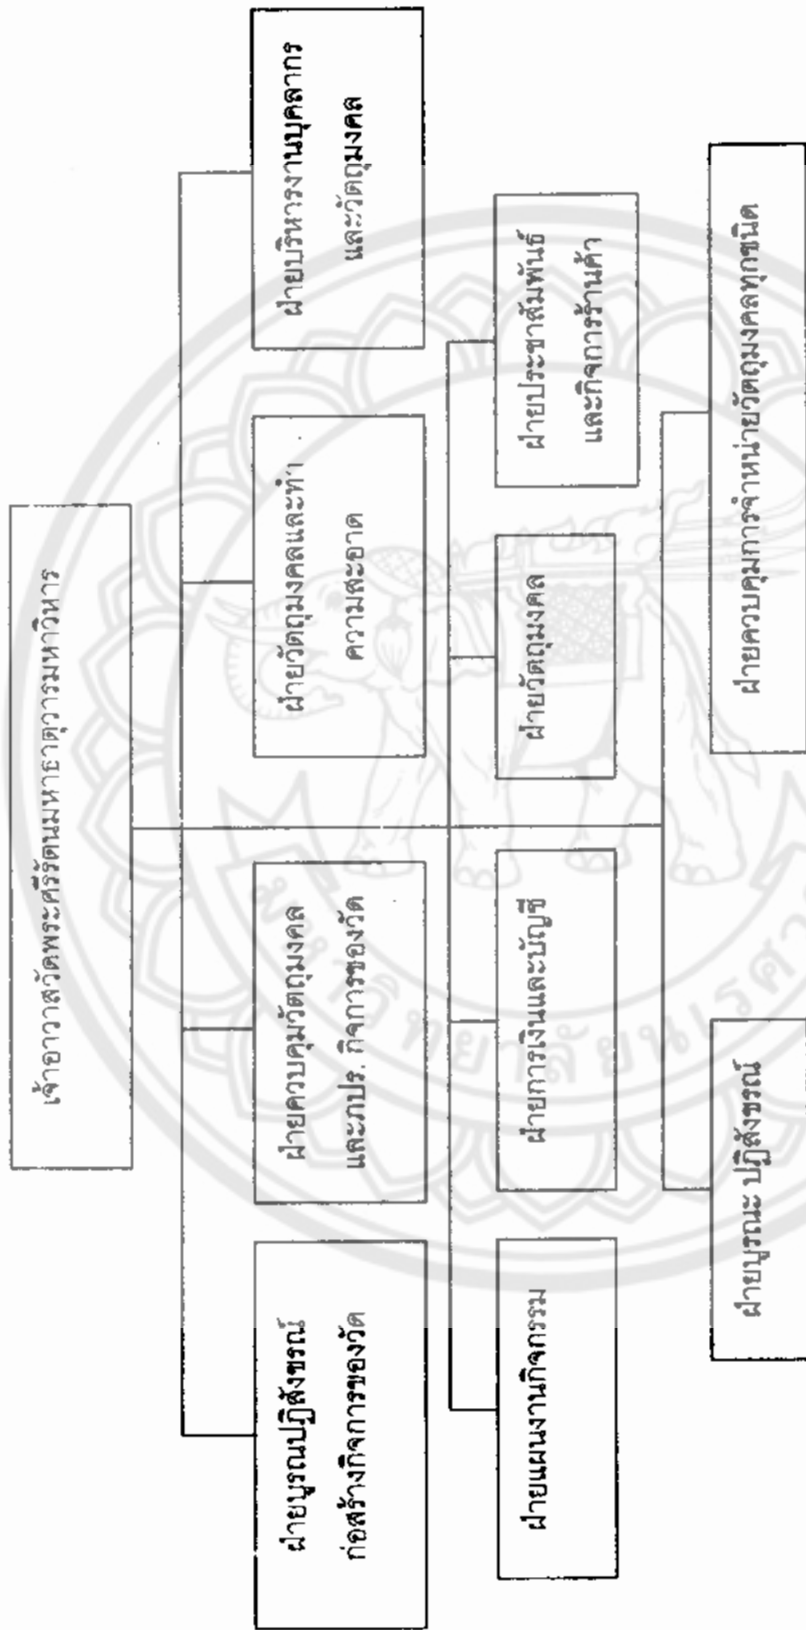 เจ้าอาวาสวัดพระศรีรัตนมหาธาตุวรมหาวิหาร
ฝ่ายบูรณปฏิสังขรณ์
ก่อสร้างกิจการของวัด
ฝ่ายควบคุมวัตถุมงคล
และภปร. กิจการของวัด
ฝ่ายวัตถุมงคลและทำ
ความสะอาด
ฝ่ายบริหารงานบุคลากร
และวัตถุมงคล
ฝ่ายแผนงานกิจกรรม
ฝ่ายการเงินและบัญชี
ฝ่ายวัตถุมงคล
ฝ่ายประชาสัมพันธ์
และกิจการร้านค้า
ฝ่ายบูรณะ ปฏิสังขรณ์
ฝ่ายควบคุมการจำหน่ายวัตถุมงคลทุกชนิด